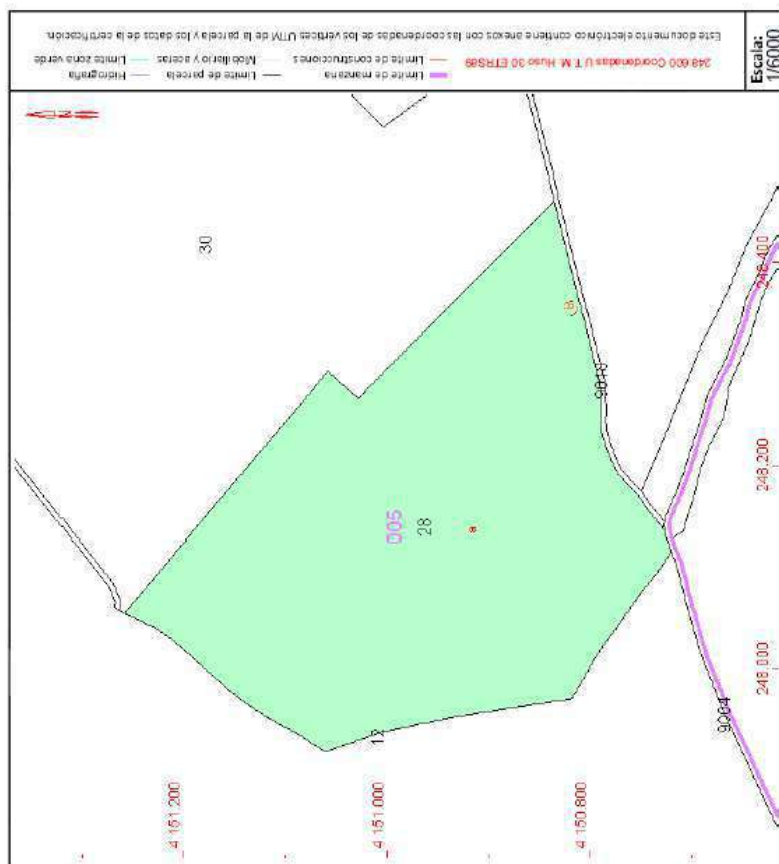 Este documento electrónico contiene anexos con las coordenadas de los vértices UTM de la parcela y los datos de la certificación.
248.600 Coordenadas U.T.M. Huso 30 ETRS89
Límite de manzana
Límite de construcciones
Límite de parcela
Mobiliario y aceras
Límite zona verde
Hidrografía
Escala:
1/6000
N
30
005
28
a
b
9010
12
9004
248,400
248,200
248,000
4 151,200
4 151,000
4 150,800